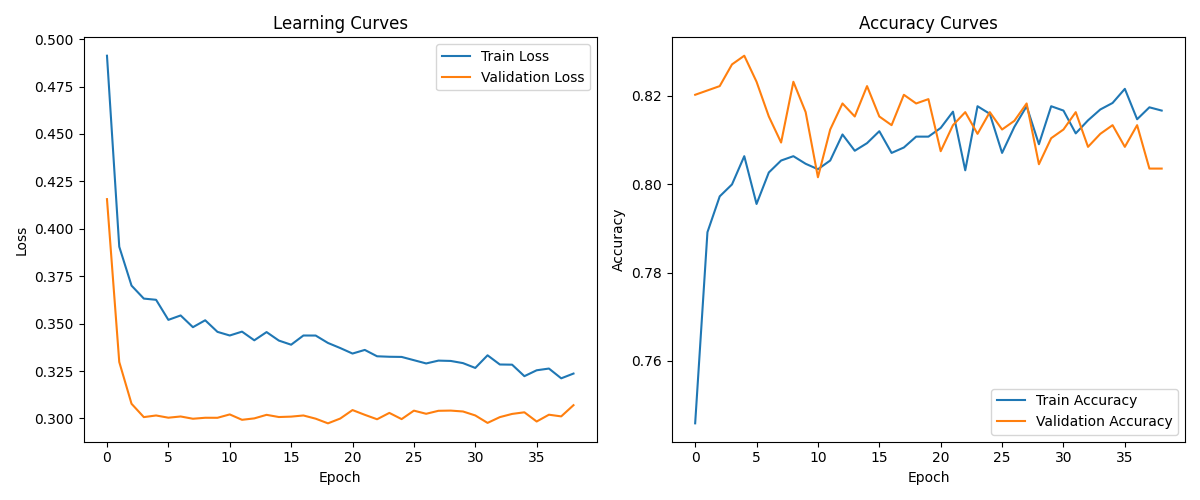 Learning Curves
0.500
0.475
0.450
0.425
0.400
0.375
0.350
0.325
0.300
Loss
0 5 10 15 20 25 30 35
Epoch
Train Loss
Validation Loss
Accuracy Curves
0.82
0.80
0.78
0.76
Accuracy
0 5 10 15 20 25 30 35
Epoch
Train Accuracy
Validation Accuracy